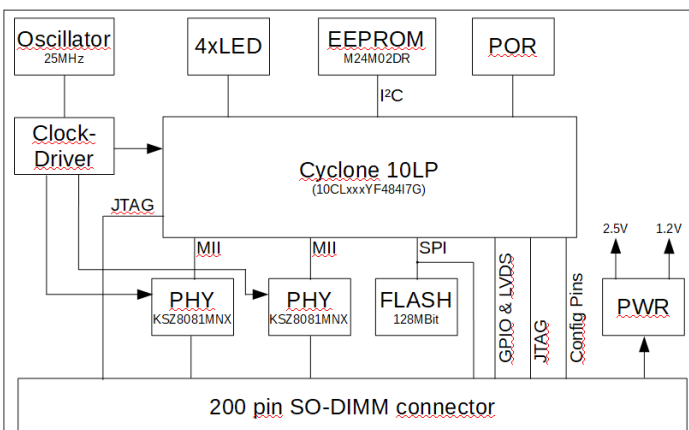 Oscillator
25MHz
4xLED
EEPROM
M24M02DR
POR
I²C
Clock-
Driver
Cyclone 10LP
(10CLxxxYF484I7G)
JTAG
MII
MII
SPI
2.5V
1.2V
PHY
KSZ8081MNX
PHY
KSZ8081MNX
FLASH
128MBit
GPIO & LVDS
JTAG
Config Pins
PWR
200 pin SO-DIMM connector